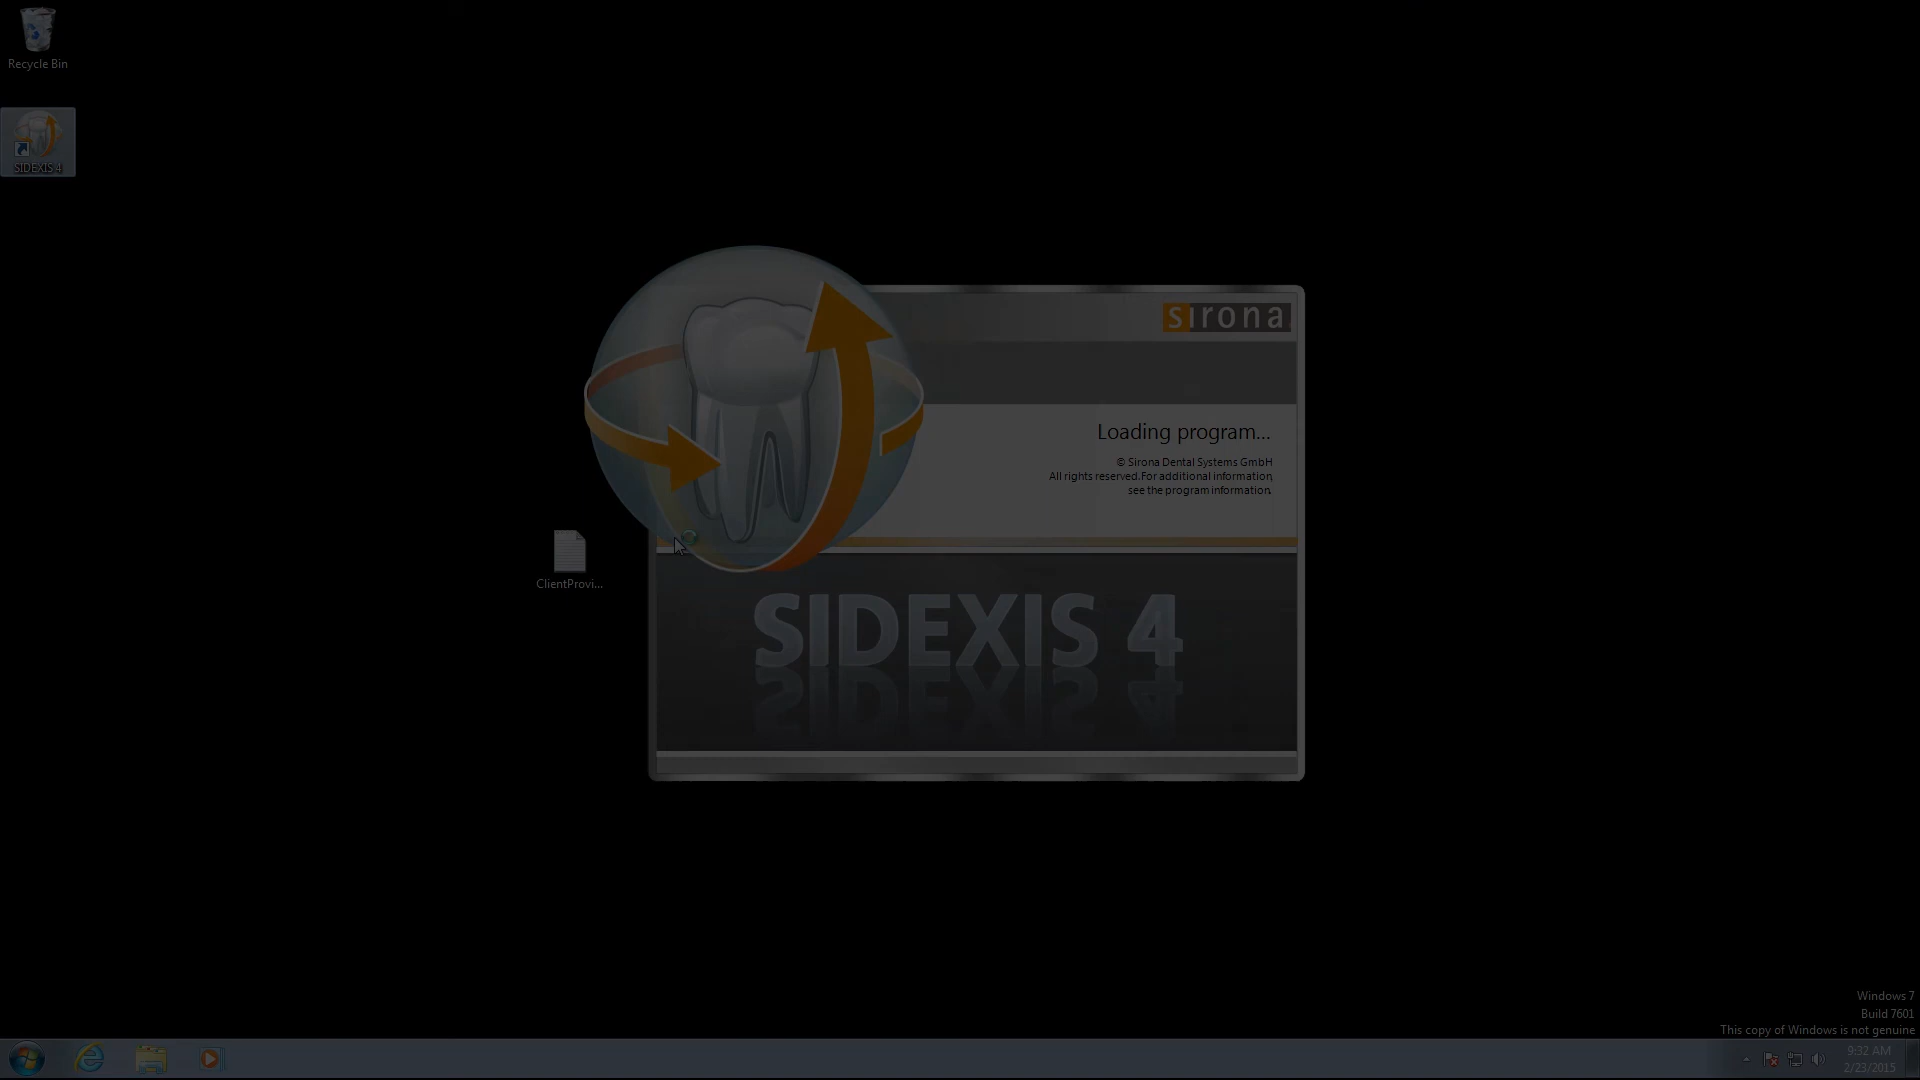 Recycle Bin
SIDEXIS 4
sirona
Loading program...
© Sirona Dental Systems GmbH
All rights reserved.For additional information,
see the program information.
ClientProvi...
SIDEXIS 4
Windows 7
Build 7601
This copy of Windows is not genuine
9:32 AM
2/23/2015